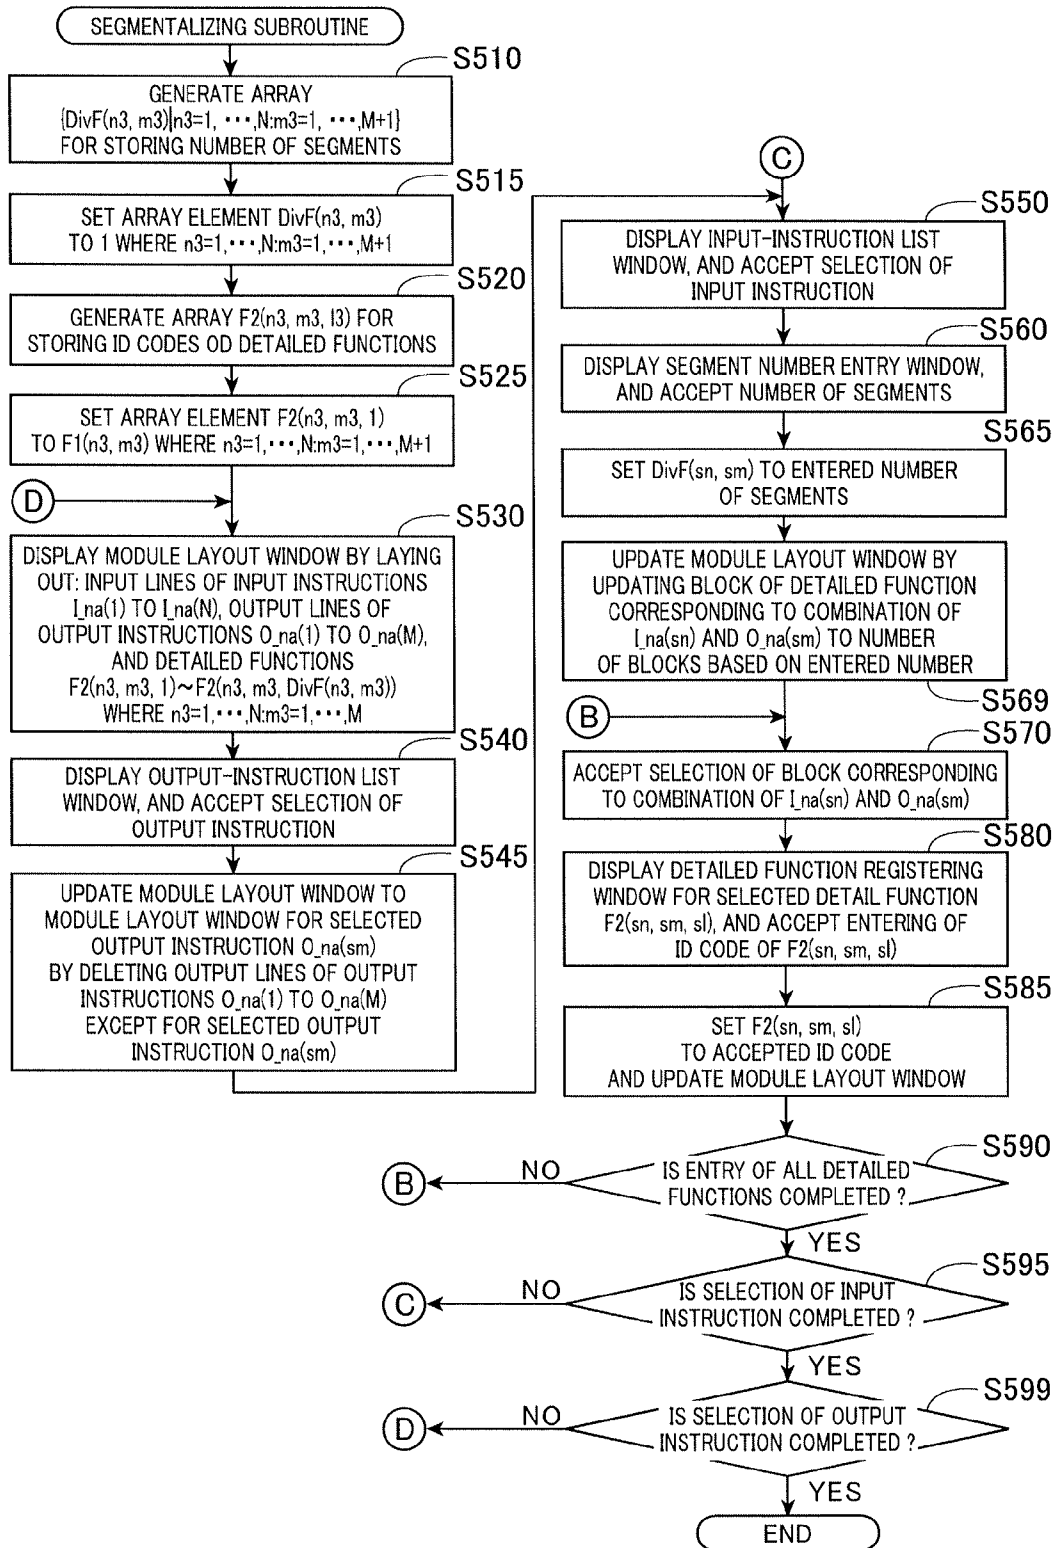 SEGMENTALIZING SUBROUTINE
S510
GENERATE ARRAY
{DivF(n3, m3)|n3=1, ･･･,N:m3=1, ･･･,M+1}
FOR STORING NUMBER OF SEGMENTS
S515
SET ARRAY ELEMENT DivF(n3, m3)
TO 1 WHERE n3=1,･･･,N:m3=1,･･･,M+1
S520
GENERATE ARRAY F2(n3, m3, l3) FOR
STORING ID CODES OD DETAILED FUNCTIONS
S525
SET ARRAY ELEMENT F2(n3, m3, 1)
TO F1(n3, m3) WHERE n3=1,･･･,N:m3=1,･･･,M+1
D
S530
DISPLAY MODULE LAYOUT WINDOW BY LAYING
OUT: INPUT LINES OF INPUT INSTRUCTIONS
I_na(1) TO I_na(N), OUTPUT LINES OF
OUTPUT INSTRUCTIONS O_na(1) TO O_na(M),
AND DETAILED FUNCTIONS
F2(n3, m3, 1)~F2(n3, m3, DivF(n3, m3))
WHERE n3=1,･･･,N:m3=1,･･･,M
S540
DISPLAY OUTPUT-INSTRUCTION LIST
WINDOW, AND ACCEPT SELECTION OF
OUTPUT INSTRUCTION
S545
UPDATE MODULE LAYOUT WINDOW TO
MODULE LAYOUT WINDOW FOR SELECTED
OUTPUT INSTRUCTION O_na(sm)
BY DELETING OUTPUT LINES OF OUTPUT
INSTRUCTIONS O_na(1) TO O_na(M)
EXCEPT FOR SELECTED OUTPUT
INSTRUCTION O_na(sm)
C
S550
DISPLAY INPUT-INSTRUCTION LIST
WINDOW, AND ACCEPT SELECTION OF
INPUT INSTRUCTION
S560
DISPLAY SEGMENT NUMBER ENTRY WINDOW,
AND ACCEPT NUMBER OF SEGMENTS
S565
SET DivF(sn, sm) TO ENTERED NUMBER
OF SEGMENTS
UPDATE MODULE LAYOUT WINDOW BY
UPDATING BLOCK OF DETAILED FUNCTION
CORRESPONDING TO COMBINATION OF
I_na(sn) AND O_na(sm) TO NUMBER
OF BLOCKS BASED ON ENTERED NUMBER
S569
B
S570
ACCEPT SELECTION OF BLOCK CORRESPONDING
TO COMBINATION OF I_na(sn) AND O_na(sm)
S580
DISPLAY DETAILED FUNCTION REGISTERING
WINDOW FOR SELECTED DETAIL FUNCTION
F2(sn, sm, sl), AND ACCEPT ENTERING OF
ID CODE OF F2(sn, sm, sl)
S585
SET F2(sn, sm, sl)
TO ACCEPTED ID CODE
AND UPDATE MODULE LAYOUT WINDOW
S590
IS ENTRY OF ALL DETAILED
FUNCTIONS COMPLETED ?
NO
B
YES
S595
IS SELECTION OF INPUT
INSTRUCTION COMPLETED ?
NO
C
YES
S599
IS SELECTION OF OUTPUT
INSTRUCTION COMPLETED ?
NO
D
YES
END